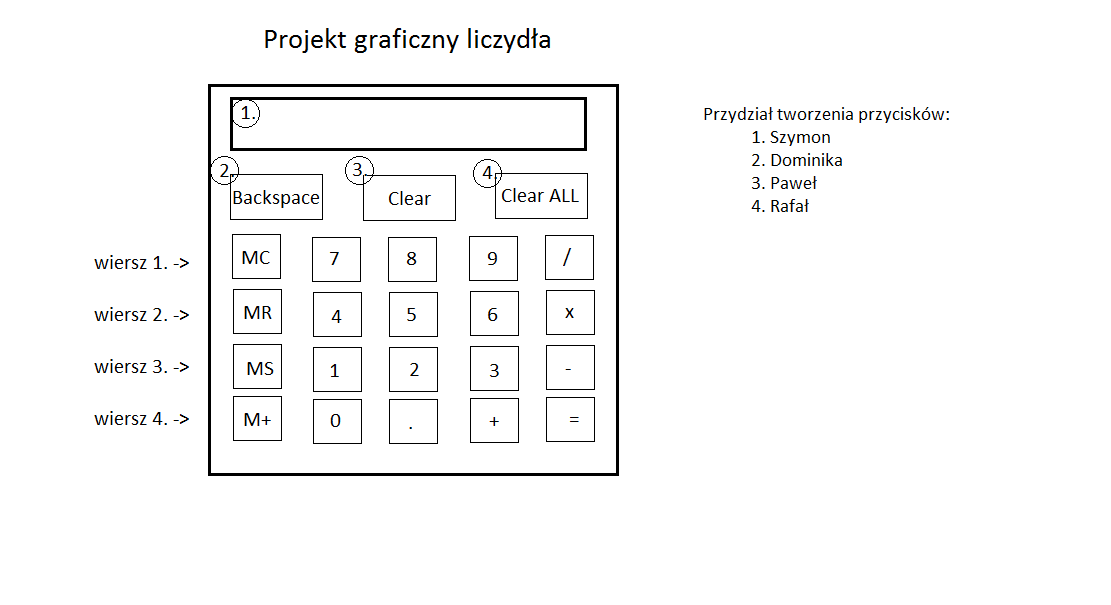 Projekt graficzny liczydła
1.
Przydział tworzenia przycisków:
1. Szymon
2. Dominika
3. Paweł
4. Rafał
2. 3. 4.
Backspace Clear Clear ALL
wiersz 1. -> MC 7 8 9 /
wiersz 2. -> MR 4 5 6 x
wiersz 3. -> MS 1 2 3 -
wiersz 4. -> M+ 0 . + =